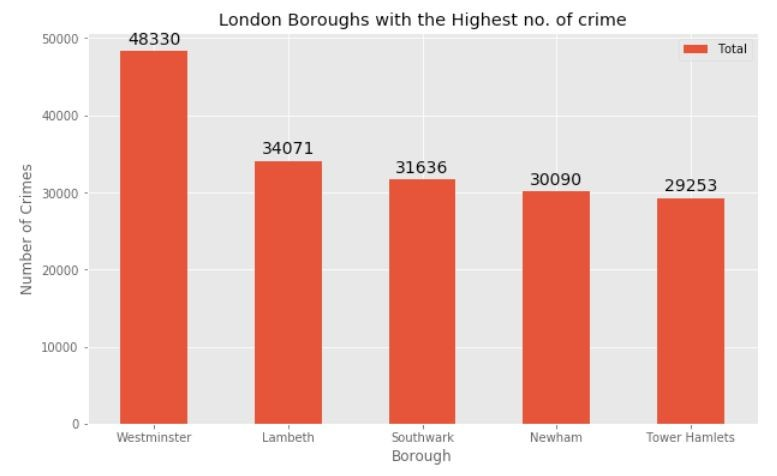 London Boroughs with the Highest no. of crime
Total
48330
34071
31636
30090
29253
50000
40000
30000
20000
10000
0
Number of Crimes
Westminster Lambeth Southwark Newham Tower Hamlets
Borough